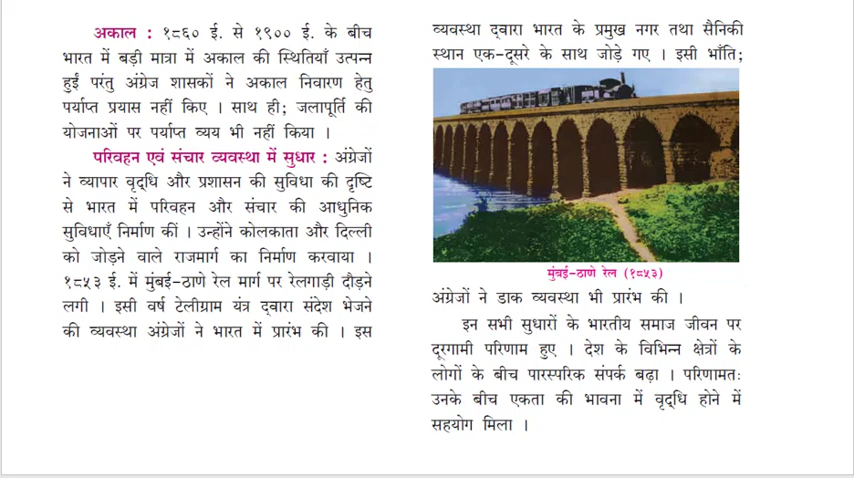 अकाल : १८६० ई. से १९०० ई. के बीच
भारत में बड़ी मात्रा में अकाल की स्थितियाँ उत्पन्न
हुईं परंतु अंग्रेज शासकों ने अकाल निवारण हेतु
पर्याप्त प्रयास नहीं किए । साथ ही; जलापूर्ति की
योजनाओं पर पर्याप्त व्यय भी नहीं किया ।
परिवहन एवं संचार व्यवस्था में सुधार : अंग्रेजों
ने व्यापार वृद्‌धि और प्रशासन की सुविधा की दृष्टि
से भारत में परिवहन और संचार की आधुनिक
सुविधाएँ निर्माण कीं । उन्होंने कोलकाता और दिल्ली
को जोड़ने वाले राजमार्ग का निर्माण करवाया ।
१८५३ ई. में मुंबई-ठाणे रेल मार्ग पर रेलगाड़ी दौड़ने
लगी । इसी वर्ष टेलीग्राम यंत्र द्‌वारा संदेश भेजने
की व्यवस्था अंग्रेजों ने भारत में प्रारंभ की । इस
व्यवस्था द्‌वारा भारत के प्रमुख नगर तथा सैनिकी
स्थान एक-दूसरे के साथ जोड़े गए । इसी भाँति;
मुंबई-ठाणे रेल (१८५३)
अंग्रेजों ने डाक व्यवस्था भी प्रारंभ की ।
इन सभी सुधारों के भारतीय समाज जीवन पर
दूरगामी परिणाम हुए । देश के विभिन्न क्षेत्रों के
लोगों के बीच पारस्परिक संपर्क बढ़ा । परिणामतः
उनके बीच एकता की भावना में वृद्‌धि होने में
सहयोग मिला ।